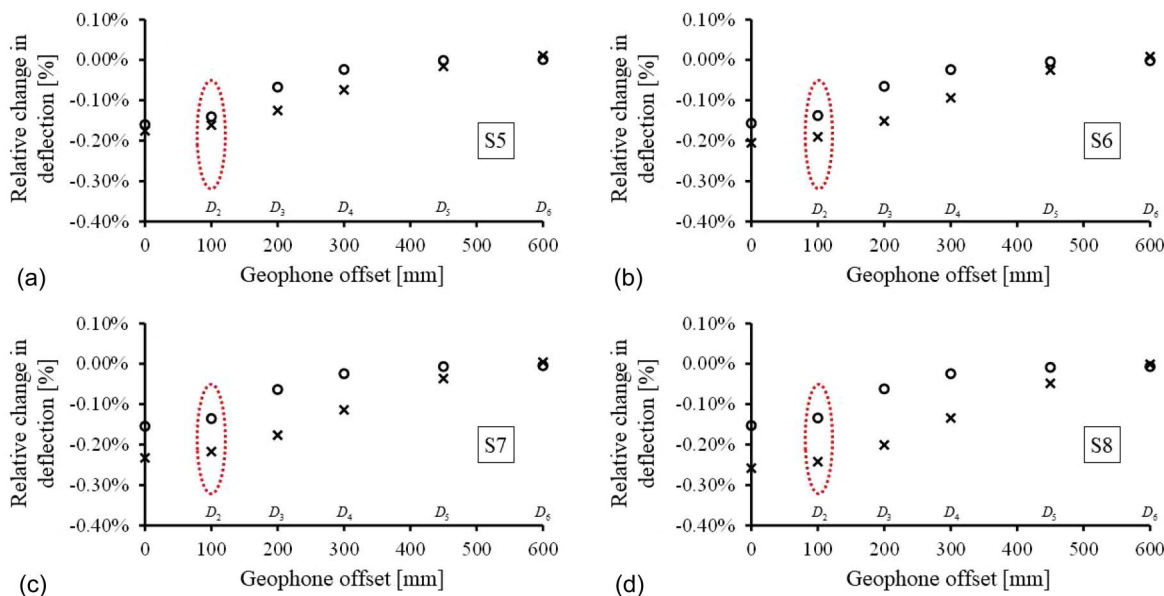 Relative change in
deflection [%]
0.10%
0.00%
-0.10%
-0.20%
-0.30%
-0.40%
S5
D2 D3 D4 D5 D6
0 100 200 300 400 500 600
(a) Geophone offset [mm]
Relative change in
deflection [%]
0.10%
0.00%
-0.10%
-0.20%
-0.30%
-0.40%
S6
D2 D3 D4 D5 D6
0 100 200 300 400 500 600
(b) Geophone offset [mm]
Relative change in
deflection [%]
0.10%
0.00%
-0.10%
-0.20%
-0.30%
-0.40%
S7
D2 D3 D4 D5 D6
0 100 200 300 400 500 600
(c) Geophone offset [mm]
Relative change in
deflection [%]
0.10%
0.00%
-0.10%
-0.20%
-0.30%
-0.40%
S8
D2 D3 D4 D5 D6
0 100 200 300 400 500 600
(d) Geophone offset [mm]